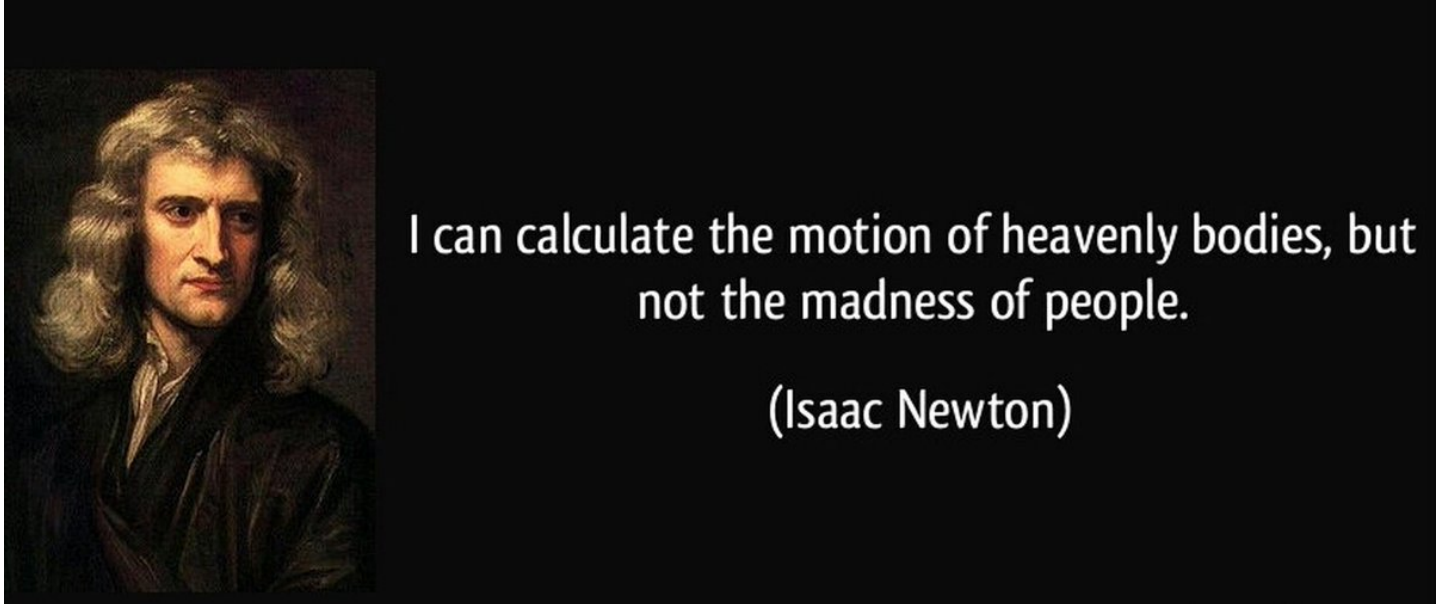 I can calculate the motion of heavenly bodies, but
not the madness of people.
(Isaac Newton)